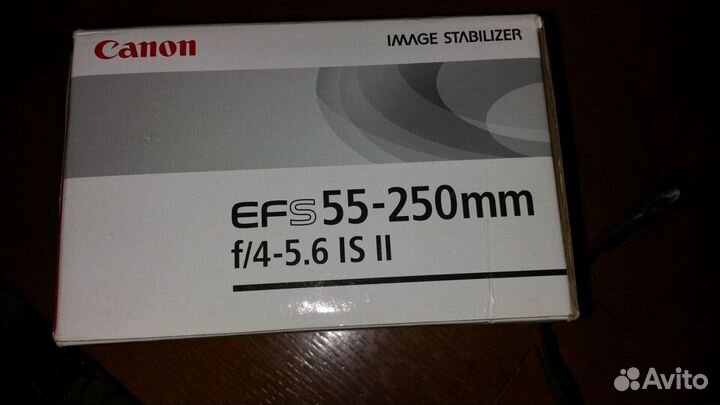 Canon
IMAGE STABILIZER
EFS 55-250mm
f/4-5.6 IS II
Avito